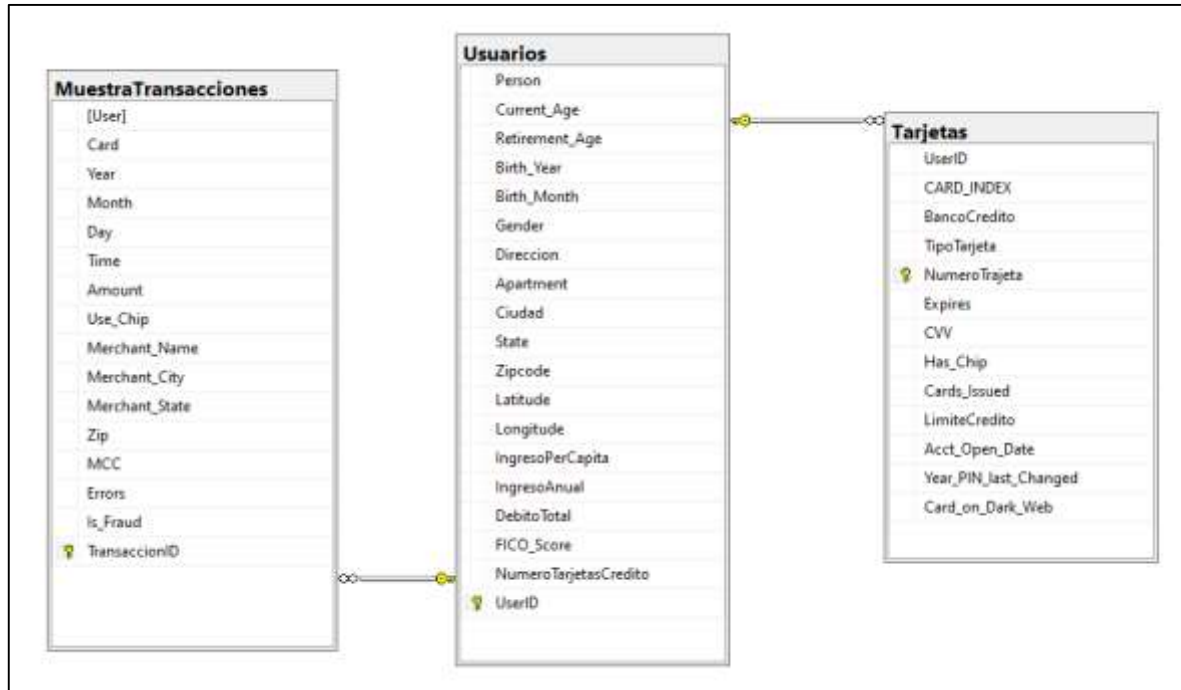 MuestraTransacciones
[User]
Card
Year
Month
Day
Time
Amount
Use_Chip
Merchant_Name
Merchant_City
Merchant_State
Zip
MCC
Errors
Is_Fraud
TransaccionID
Usuarios
Person
Current_Age
Retirement_Age
Birth_Year
Birth_Month
Gender
Direccion
Apartment
Ciudad
State
Zipcode
Latitude
Longitude
IngresoPerCapita
IngresoAnual
DebitoTotal
FICO_Score
NumeroTarjetasCredito
UserID
Tarjetas
UserID
CARD_INDEX
BancoCredito
TipoTarjeta
NumeroTrajeta
Expires
CVV
Has_Chip
Cards_Issued
LimiteCredito
Acct_Open_Date
Year_PIN_last_Changed
Card_on_Dark_Web